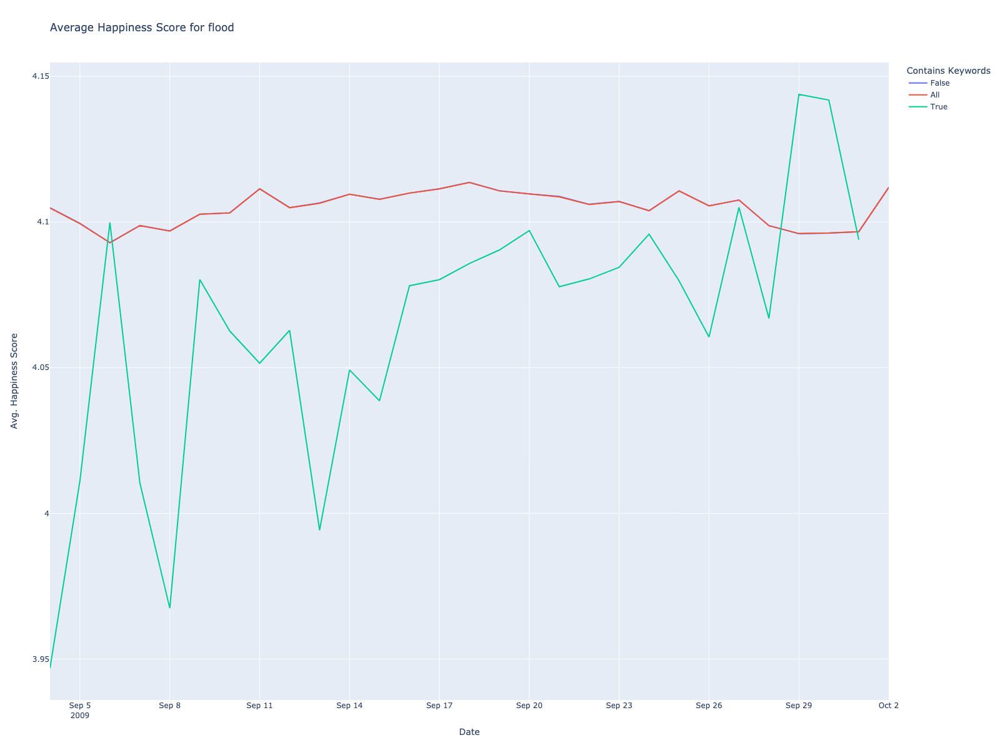 Average Happiness Score for flood
Contains Keywords
False
All
True
4.15
4.1
4.05
4
3.95
Avg. Happiness Score
Sep 5
2009
Sep 8
Sep 11
Sep 14
Sep 17
Sep 20
Sep 23
Sep 26
Sep 29
Oct 2
Date